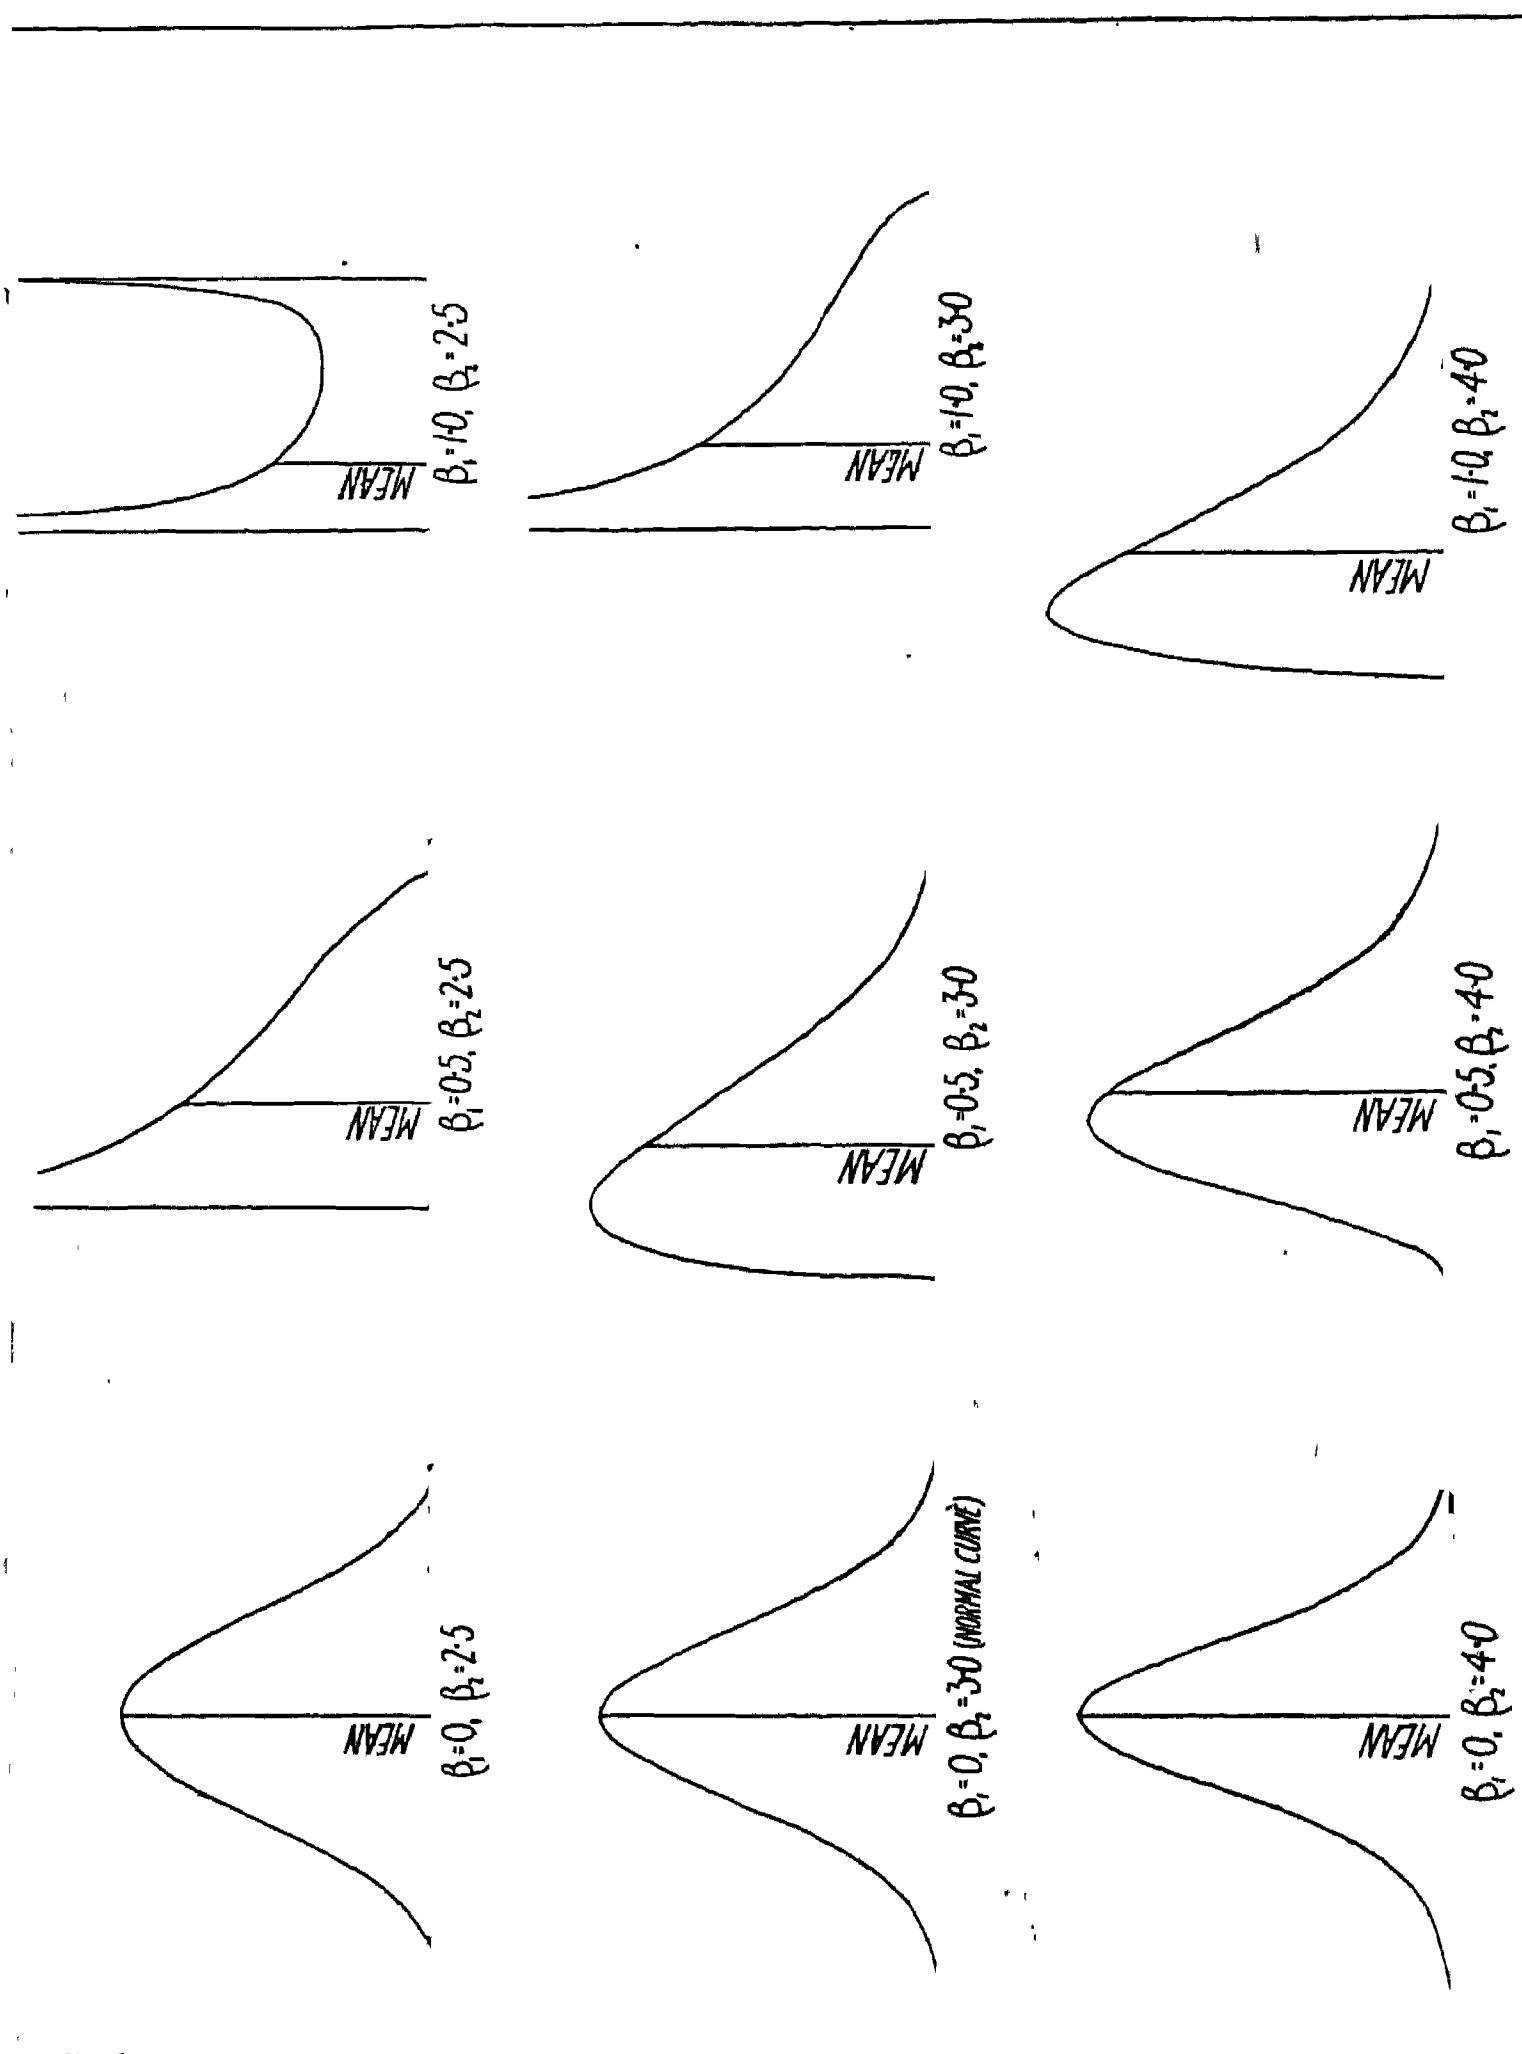 MEAN
β₁=0, β₂=2·5
MEAN
β₁=0·5, β₂=2·5
MEAN
β₁=1·0, β₂=2·5
MEAN
β₁=0, β₂=3·0 (NORMAL CURVE)
MEAN
β₁=0·5, β₂=3·0
MEAN
β₁=1·0, β₂=3·0
MEAN
β₁=0, β₂=4·0
MEAN
β₁=0·5, β₂=4·0
MEAN
β₁=1·0, β₂=4·0